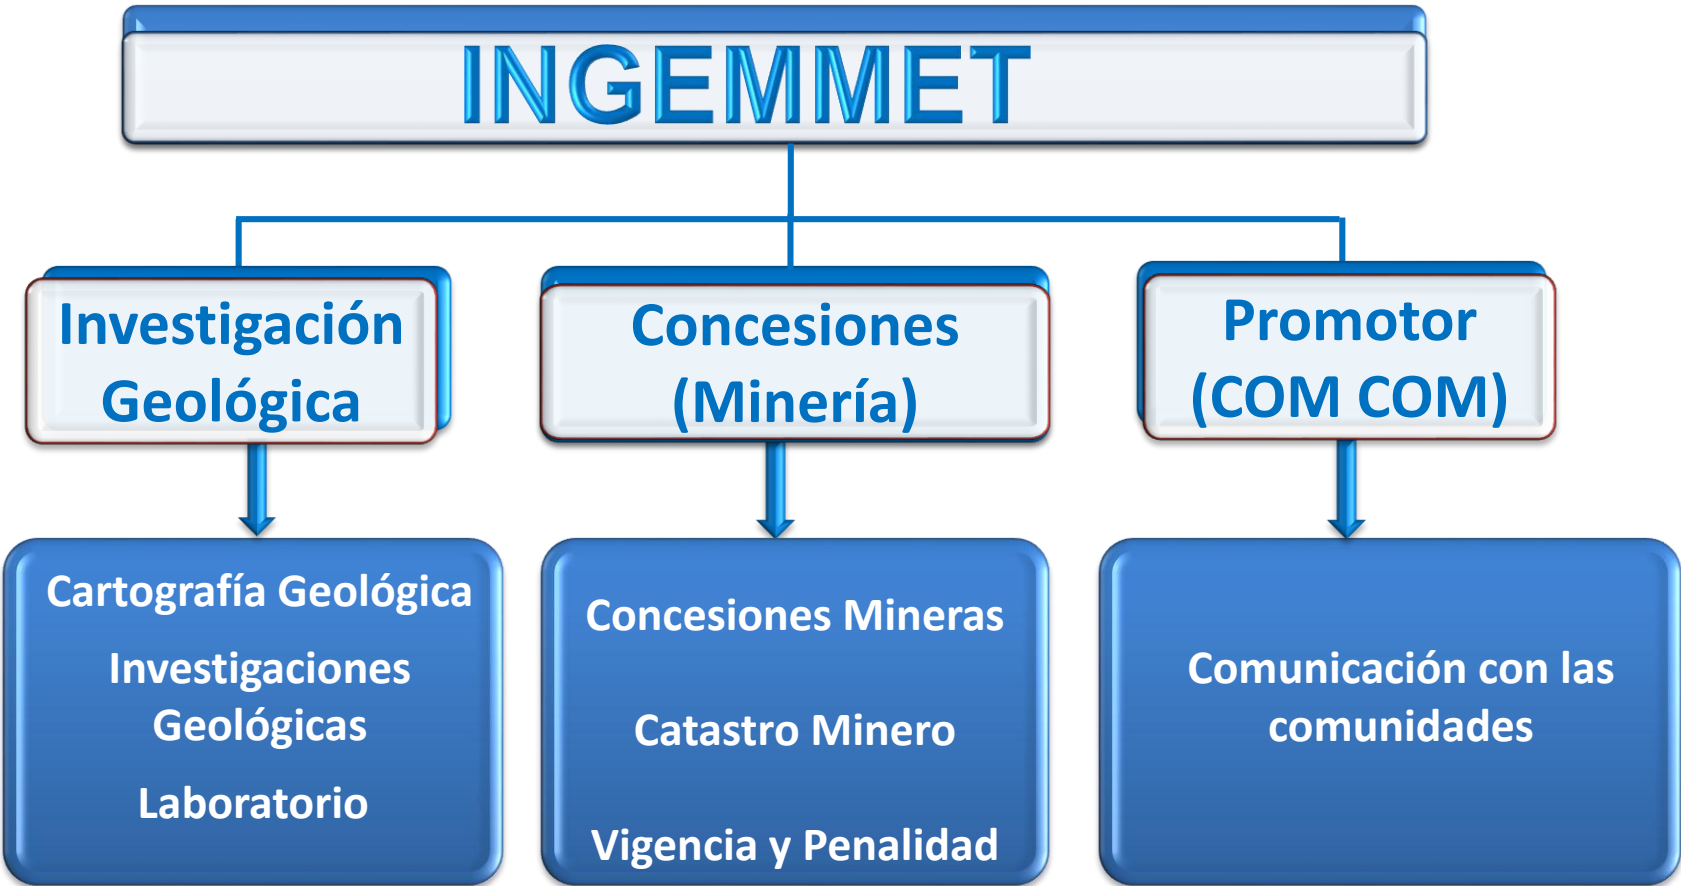 INGEMMET
Investigación
Geológica
Concesiones
(Minería)
Promotor
(COM COM)
Cartografía Geológica
Investigaciones
Geológicas
Laboratorio
Concesiones Mineras
Catastro Minero
Vigencia y Penalidad
Comunicación con las
comunidades